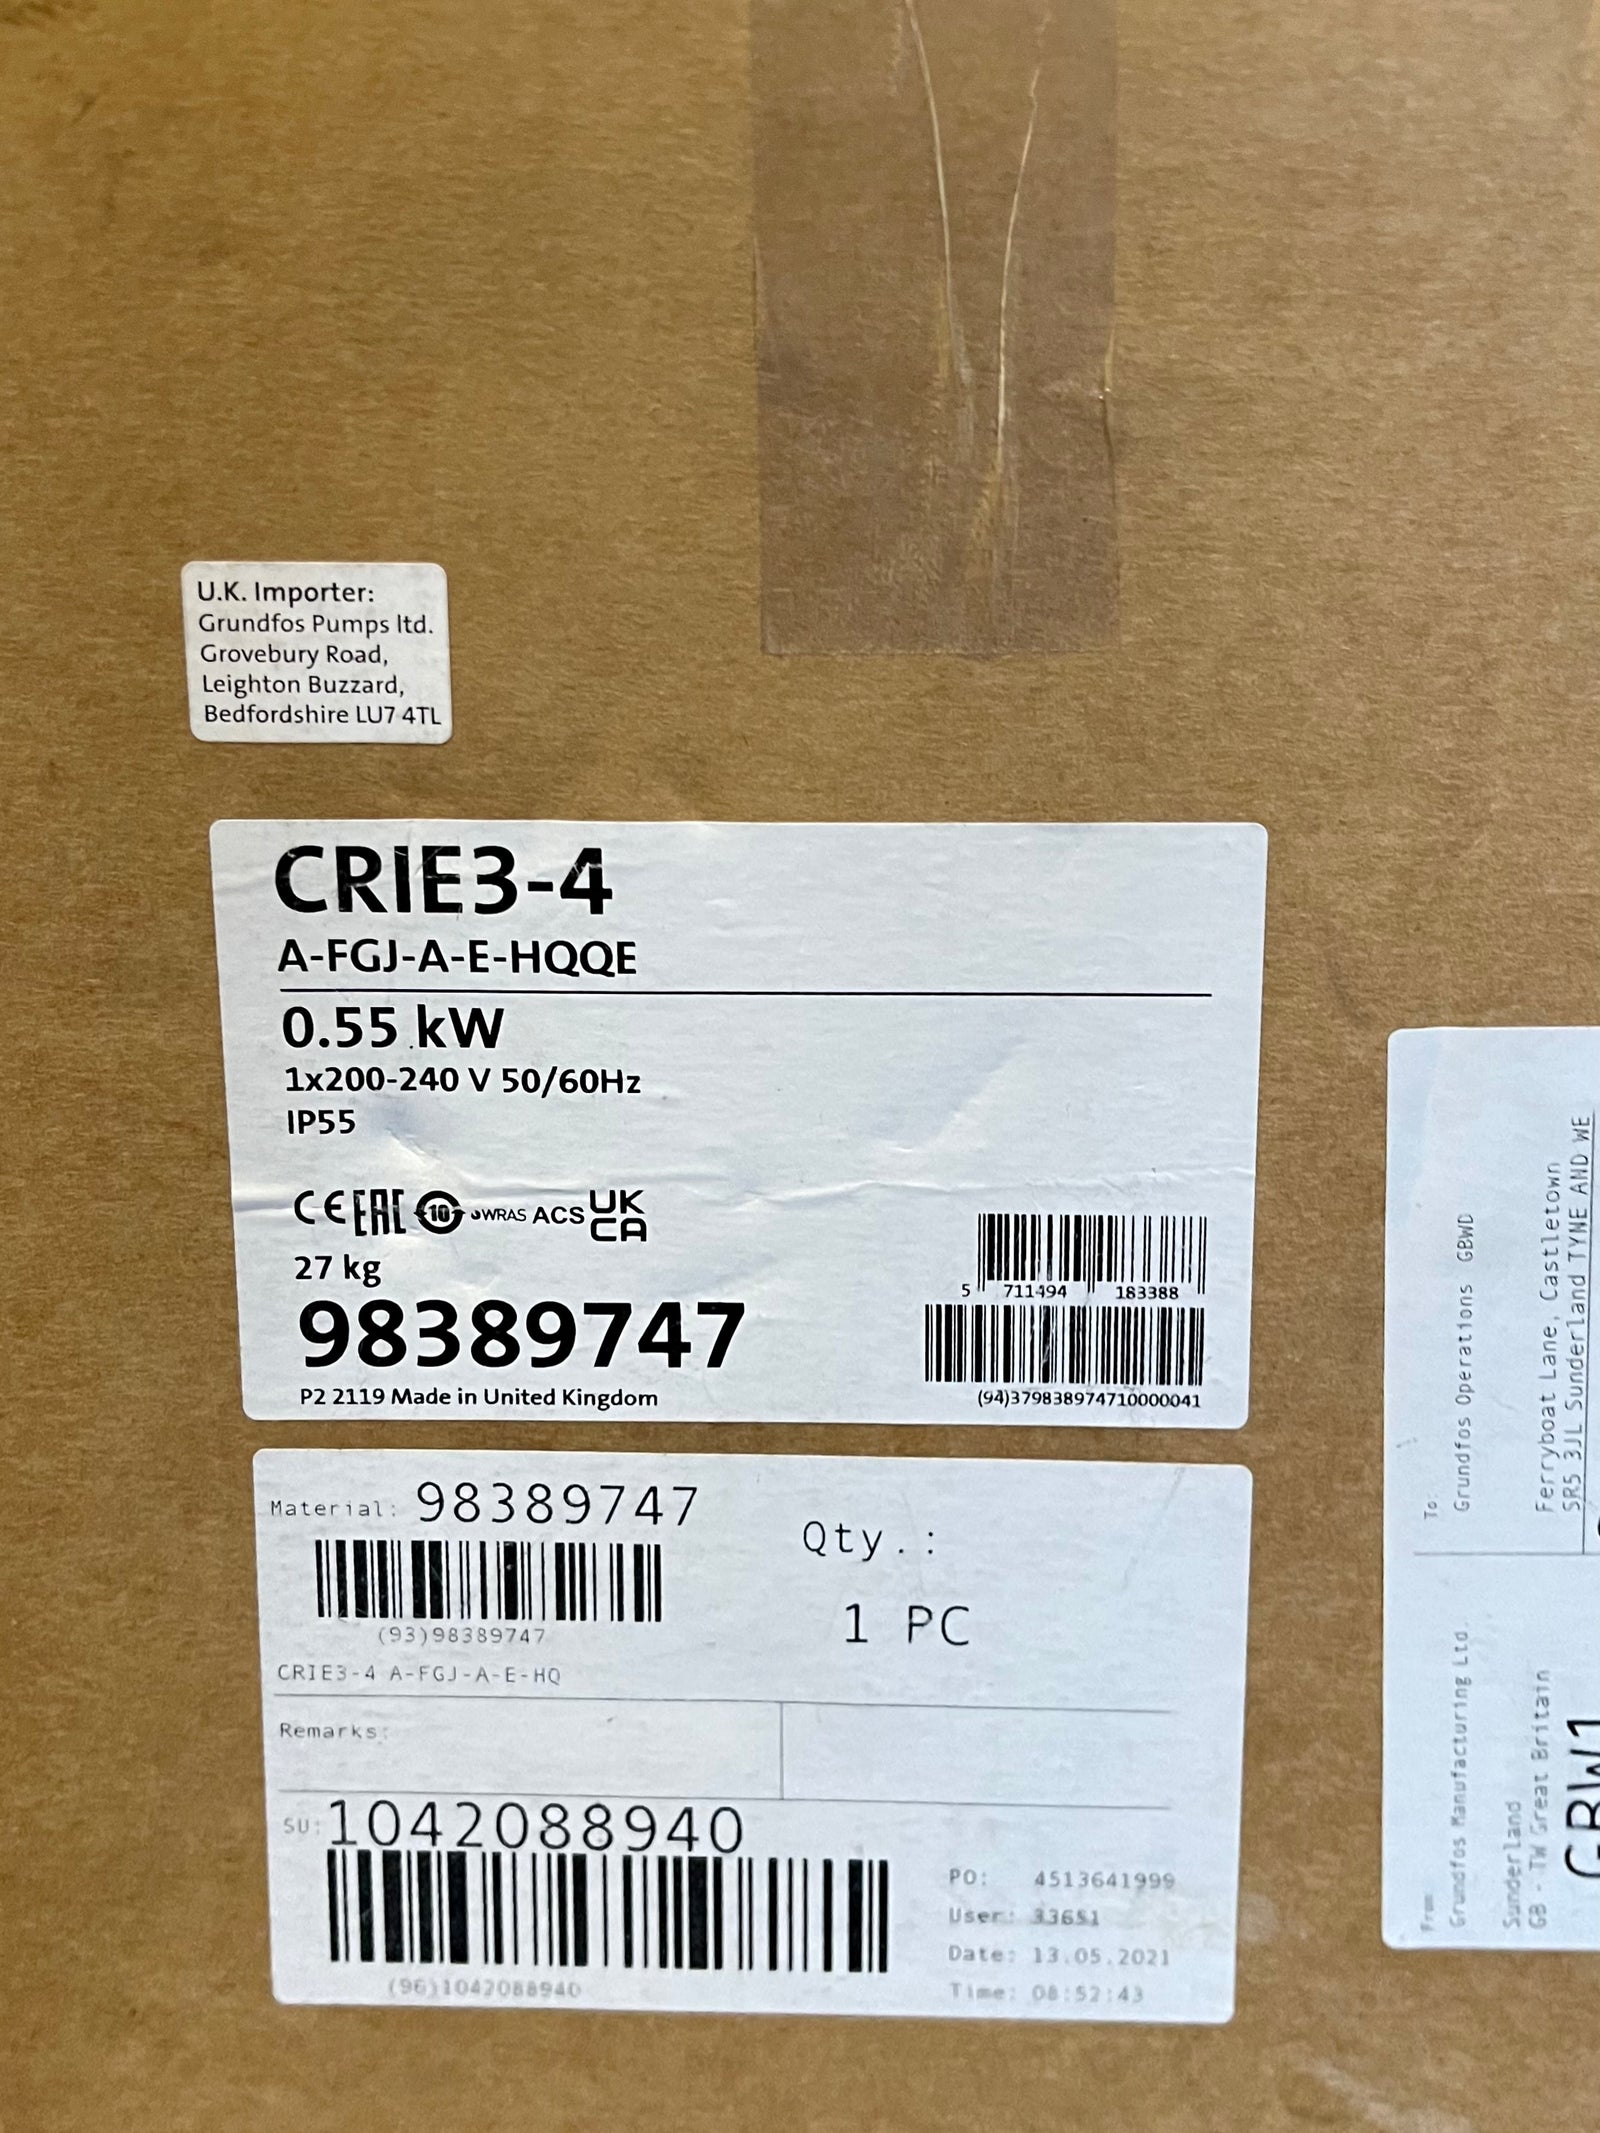 U.K. Importer:
Grundfos Pumps ltd.
Grovebury Road,
Leighton Buzzard,
Bedfordshire LU7 4TL
CRIE3-4
A-FGJ-A-E-HQQE
0.55 kW
1x200-240 V 50/60Hz
IP55
CE EAC 10 WRAS ACS UK CA
27 kg
98389747
P2 2119 Made in United Kingdom
5 711494 183388
(94)379838974710000041
Material: 98389747
(93)98389747
CRIE3-4 A-FGJ-A-E-HQ
Qty.:
1 PC
Remarks:
SU: 1042088940
(96)1042088940
PO: 4513641999
User: 33651
Date: 13.05.2021
Time: 08:52:43
From:
Grundfos Manufacturing Ltd.
Sunderland
GB - TW Great Britain
GBW1
To:
Grundfos Operations GBWD
Ferryboat Lane, Castletown
SR5 3JL Sunderland TYNE AND WE